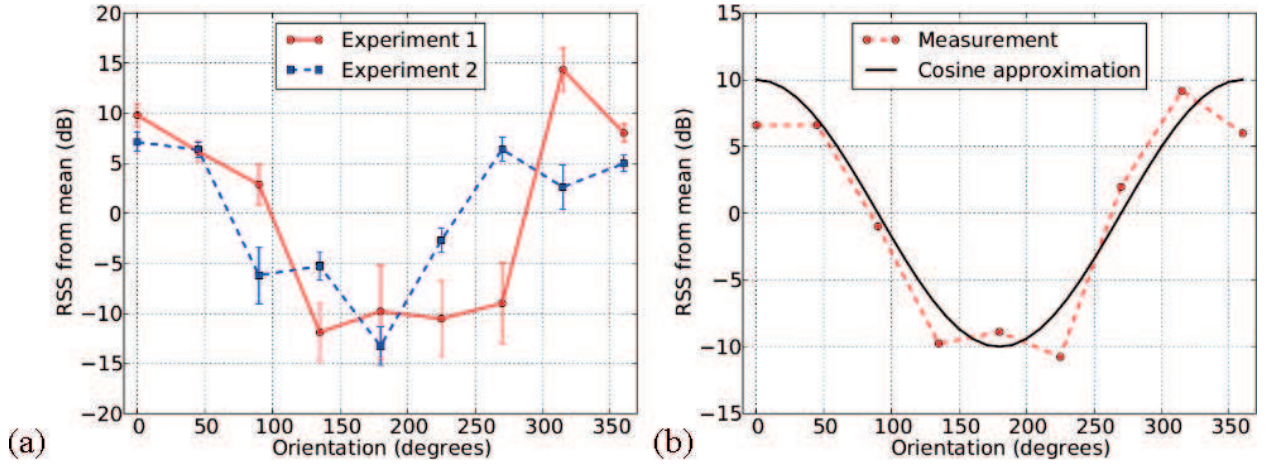 Experiment 1
Experiment 2
RSS from mean (dB)
20
15
10
5
0
−5
−10
−15
−20
0 50 100 150 200 250 300 350
Orientation (degrees)
(a)
Measurement
Cosine approximation
RSS from mean (dB)
15
10
5
0
−5
−10
−15
0 50 100 150 200 250 300 350
Orientation (degrees)
(b)